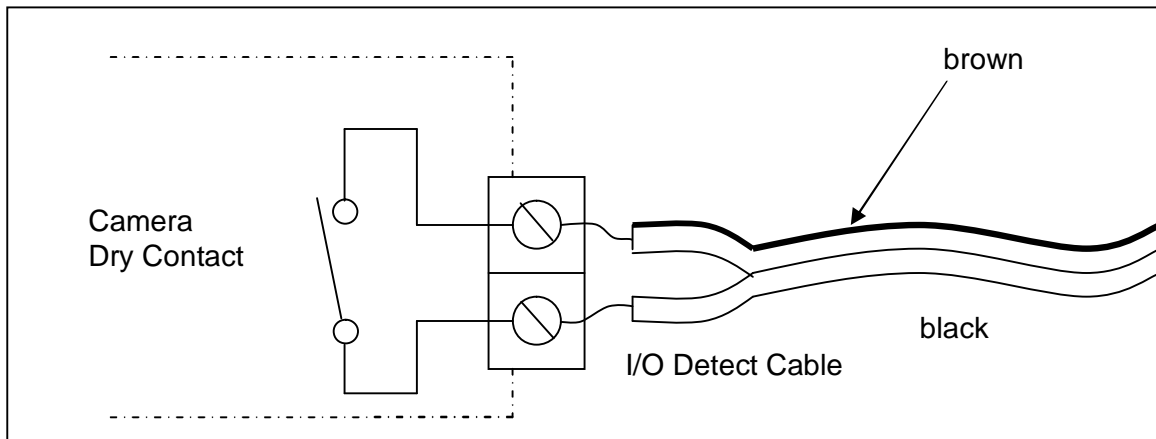 brown
Camera
Dry Contact
black
I/O Detect Cable